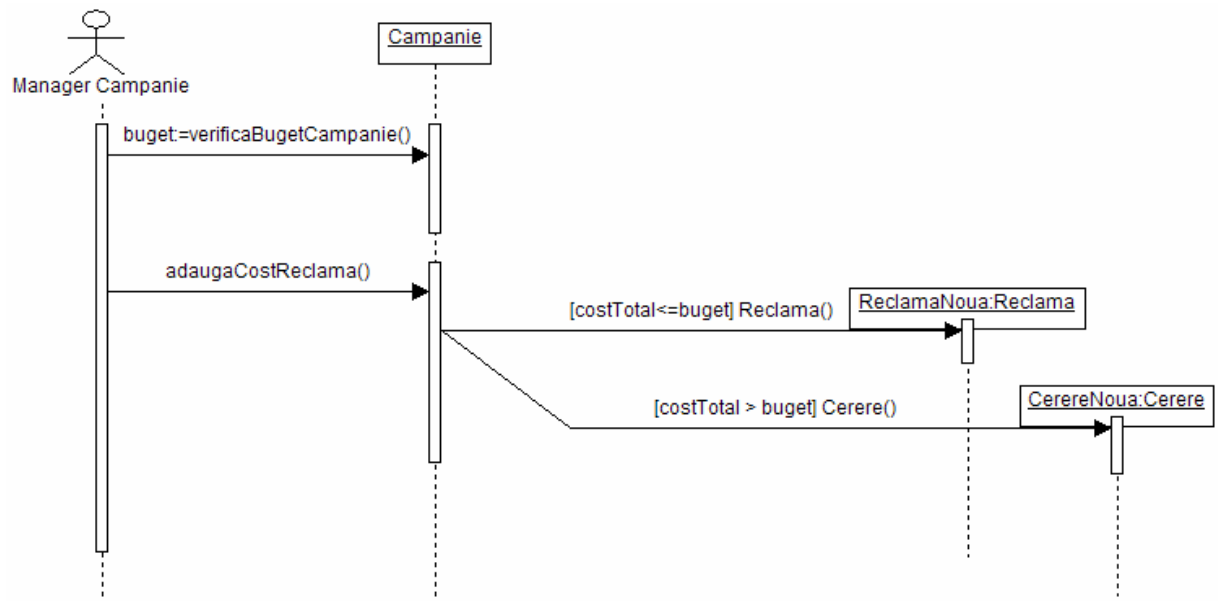 Campanie
Manager Campanie
buget:=verificaBugetCampanie()
adaugaCostReclama()
[costTotal<=buget] Reclama()
ReclamaNoua:Reclama
[costTotal > buget] Cerere()
CerereNoua:Cerere